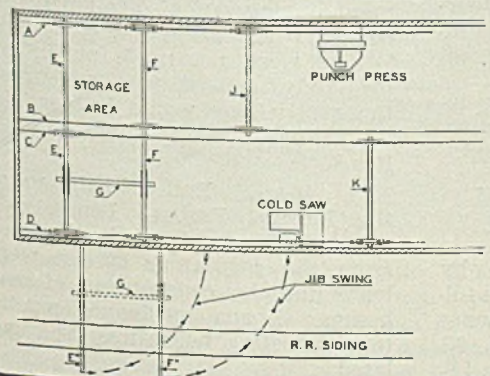 A
E
F
STORAGE
AREA
J
PUNCH PRESS
B
C
E
F
G
K
COLD SAW
D
G
JIB SWING
R.R. SIDING
E"
F"